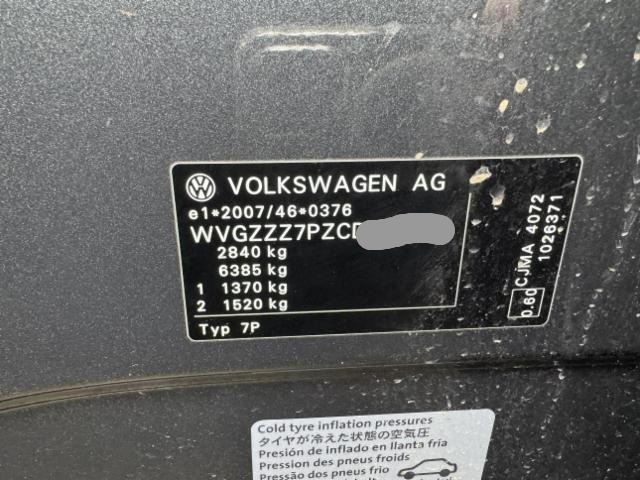 VOLKSWAGEN AG
e1*2007/46*0376
WVGZZZ7PZC
2840 kg
6385 kg
1 1370 kg
2 1520 kg
Typ 7P
0.60
CJMA 4072
1026371
Cold tyre inflation pressures
タイヤが冷えた状態の空気圧
Presión de inflado en llanta fría
Pression des pneus froids
Pressão dos pneus frio